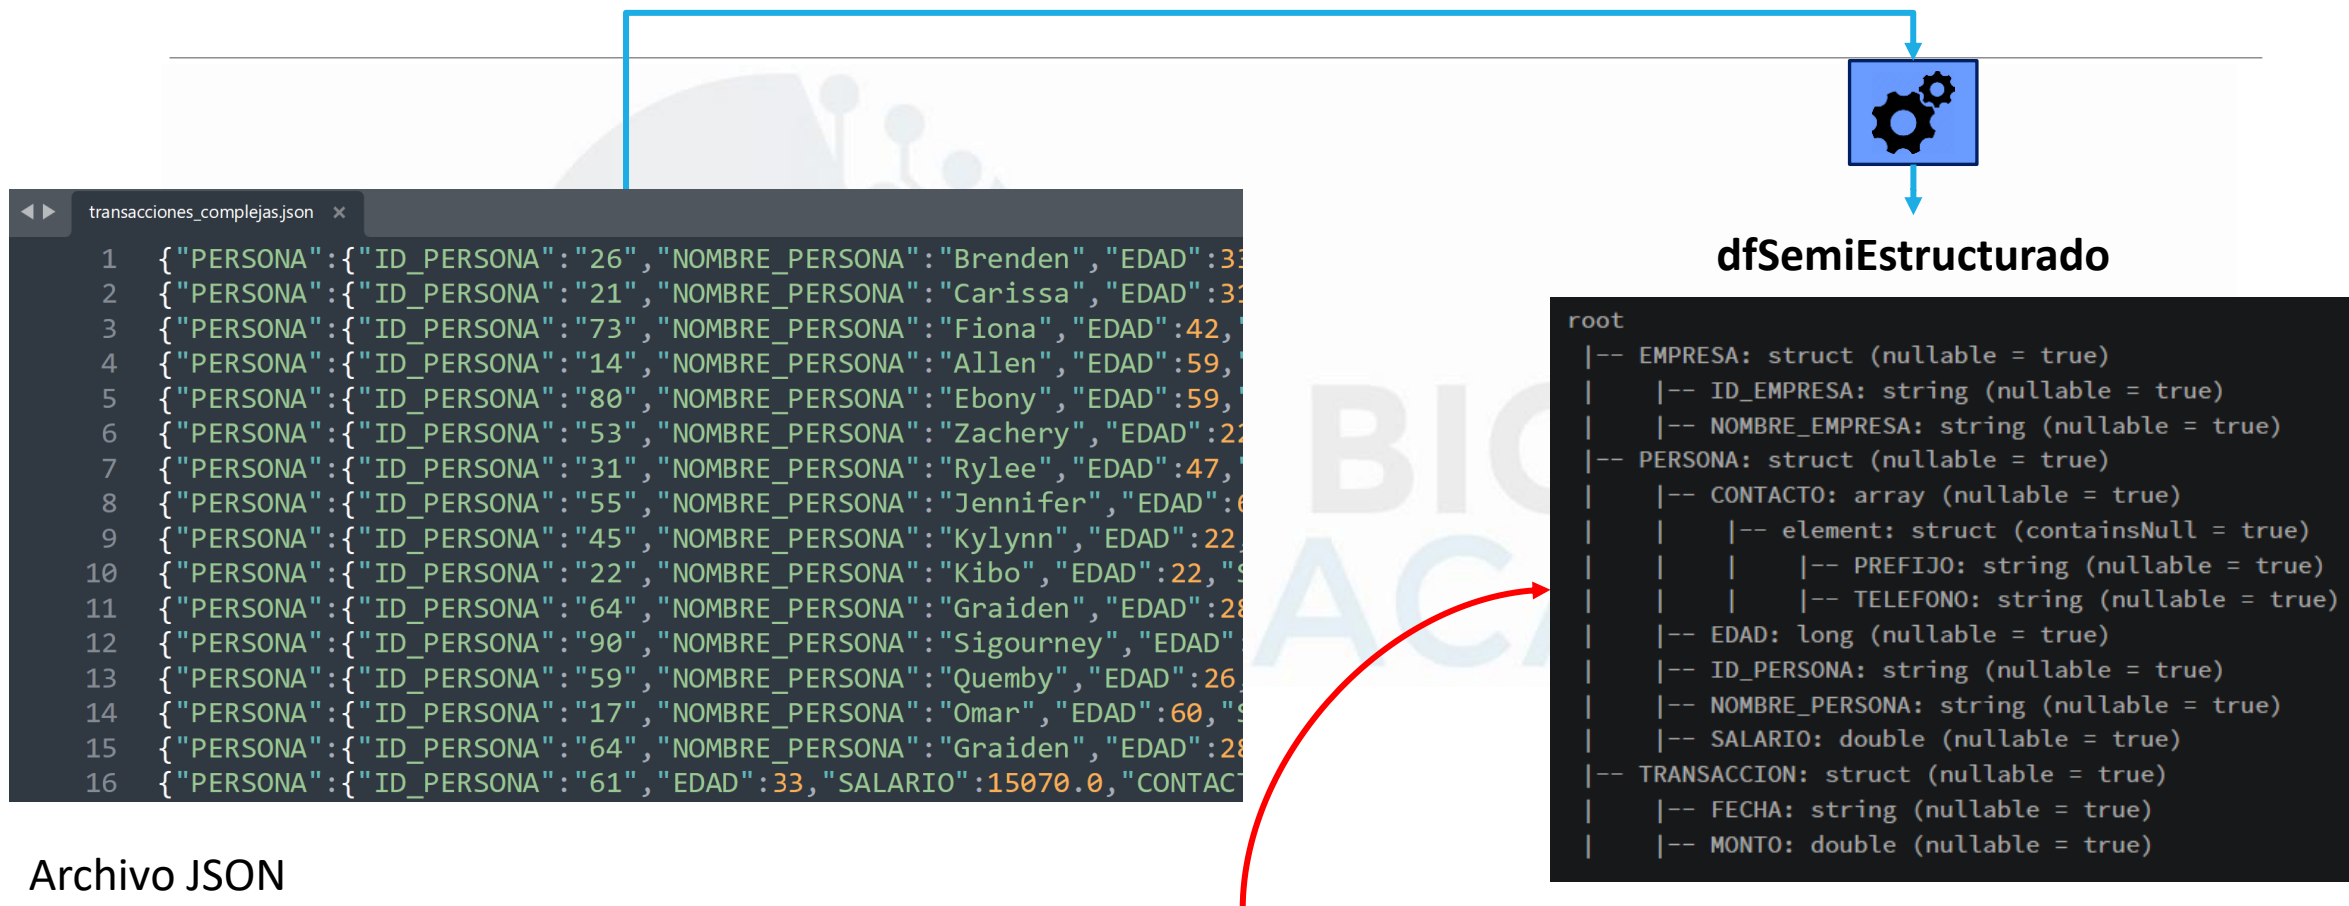 transacciones_complejas.json ×
1 {"PERSONA":{"ID_PERSONA":"26","NOMBRE_PERSONA":"Brenden","EDAD":33
2 {"PERSONA":{"ID_PERSONA":"21","NOMBRE_PERSONA":"Carissa","EDAD":31
3 {"PERSONA":{"ID_PERSONA":"73","NOMBRE_PERSONA":"Fiona","EDAD":42,"
4 {"PERSONA":{"ID_PERSONA":"14","NOMBRE_PERSONA":"Allen","EDAD":59,"
5 {"PERSONA":{"ID_PERSONA":"80","NOMBRE_PERSONA":"Ebony","EDAD":59,"
6 {"PERSONA":{"ID_PERSONA":"53","NOMBRE_PERSONA":"Zachery","EDAD":22
7 {"PERSONA":{"ID_PERSONA":"31","NOMBRE_PERSONA":"Rylee","EDAD":47,"
8 {"PERSONA":{"ID_PERSONA":"55","NOMBRE_PERSONA":"Jennifer","EDAD":6
9 {"PERSONA":{"ID_PERSONA":"45","NOMBRE_PERSONA":"Kylynn","EDAD":22,
10 {"PERSONA":{"ID_PERSONA":"22","NOMBRE_PERSONA":"Kibo","EDAD":22,"S
11 {"PERSONA":{"ID_PERSONA":"64","NOMBRE_PERSONA":"Graiden","EDAD":28
12 {"PERSONA":{"ID_PERSONA":"90","NOMBRE_PERSONA":"Sigourney","EDAD":
13 {"PERSONA":{"ID_PERSONA":"59","NOMBRE_PERSONA":"Quemby","EDAD":26,
14 {"PERSONA":{"ID_PERSONA":"17","NOMBRE_PERSONA":"Omar","EDAD":60,"S
15 {"PERSONA":{"ID_PERSONA":"64","NOMBRE_PERSONA":"Graiden","EDAD":28
16 {"PERSONA":{"ID_PERSONA":"61","EDAD":33,"SALARIO":15070.0,"CONTAC
Archivo JSON
dfSemiEstructurado
root
|-- EMPRESA: struct (nullable = true)
| |-- ID_EMPRESA: string (nullable = true)
| |-- NOMBRE_EMPRESA: string (nullable = true)
|-- PERSONA: struct (nullable = true)
| |-- CONTACTO: array (nullable = true)
| | |-- element: struct (containsNull = true)
| | | |-- PREFIJO: string (nullable = true)
| | | |-- TELEFONO: string (nullable = true)
| |-- EDAD: long (nullable = true)
| |-- ID_PERSONA: string (nullable = true)
| |-- NOMBRE_PERSONA: string (nullable = true)
| |-- SALARIO: double (nullable = true)
|-- TRANSACCION: struct (nullable = true)
| |-- FECHA: string (nullable = true)
| |-- MONTO: double (nullable = true)